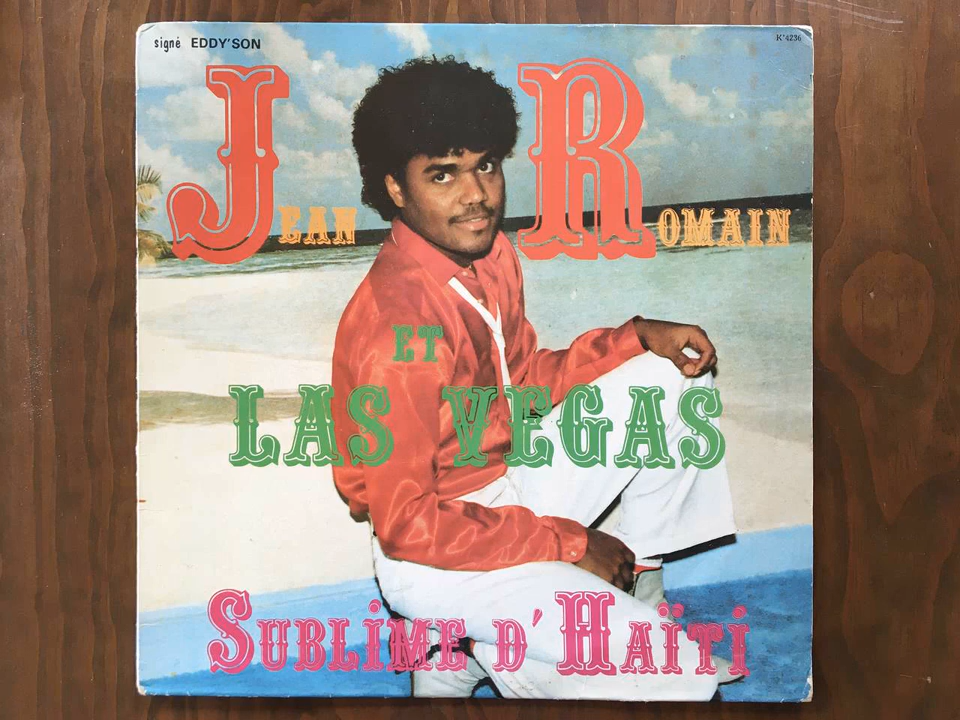 signé EDDY'SON
K'4236
JEAN ROMAIN
ET
LAS VEGAS
SUBLIME D'HAÏTI